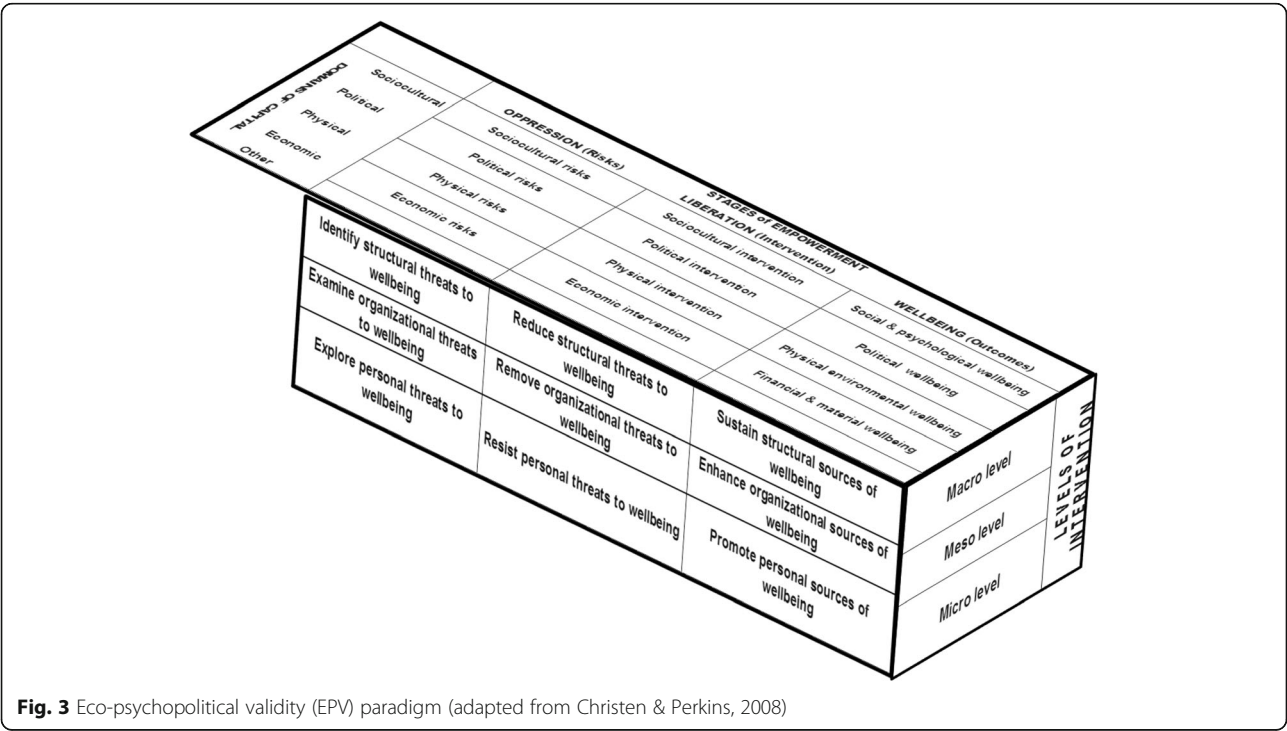 DOMAINS OF CAPITAL
Sociocultural
Political
Physical
Economic
Other
OPPRESSION (Risks)
Sociocultural risks
Political risks
Physical risks
Economic risks
STAGES of EMPOWERMENT
LIBERATION (Intervention)
Sociocultural intervention
Political intervention
Physical intervention
Economic intervention
WELLBEING (Outcomes)
Social & psychological wellbeing
Political wellbeing
Physical environmental wellbeing
Financial & material wellbeing
Identify structural threats to
wellbeing
Examine organizational threats
to wellbeing
Explore personal threats to
wellbeing
Reduce structural threats to
wellbeing
Remove organizational threats to
wellbeing
Resist personal threats to wellbeing
Sustain structural sources of
wellbeing
Enhance organizational sources of
wellbeing
Promote personal sources of
wellbeing
Macro level
Meso level
Micro level
LEVELS OF
INTERVENTION
Fig. 3 Eco-psychopolitical validity (EPV) paradigm (adapted from Christen & Perkins, 2008)